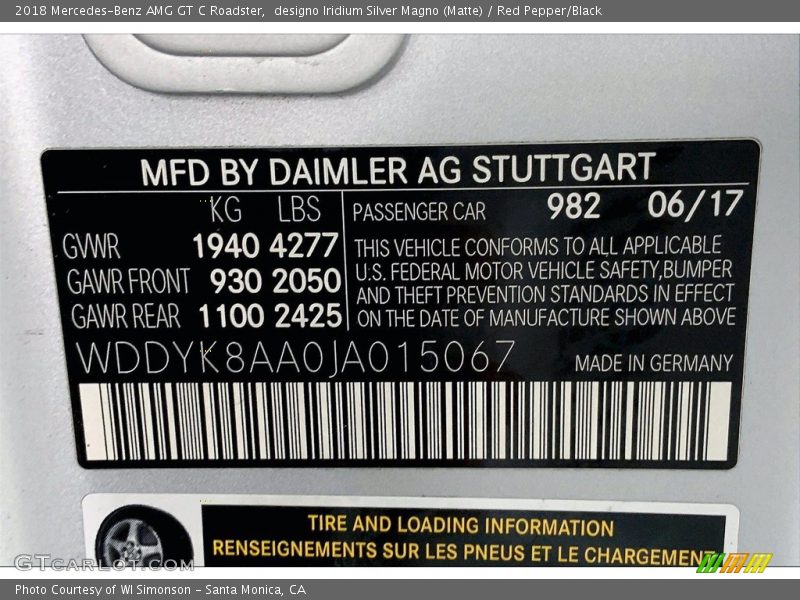 2018 Mercedes-Benz AMG GT C Roadster,  designo Iridium Silver Magno (Matte) / Red Pepper/Black
MFD BY DAIMLER AG STUTTGART
KG LBS
GVWR 1940 4277
GAWR FRONT 930 2050
GAWR REAR 1100 2425
PASSENGER CAR 982 06/17
THIS VEHICLE CONFORMS TO ALL APPLICABLE
U.S. FEDERAL MOTOR VEHICLE SAFETY,BUMPER
AND THEFT PREVENTION STANDARDS IN EFFECT
ON THE DATE OF MANUFACTURE SHOWN ABOVE
WDDYK8AA0JA015067 MADE IN GERMANY
TIRE AND LOADING INFORMATION
RENSEIGNEMENTS SUR LES PNEUS ET LE CHARGEMENT
GTCarLot.com
Photo Courtesy of WI Simonson - Santa Monica, CA